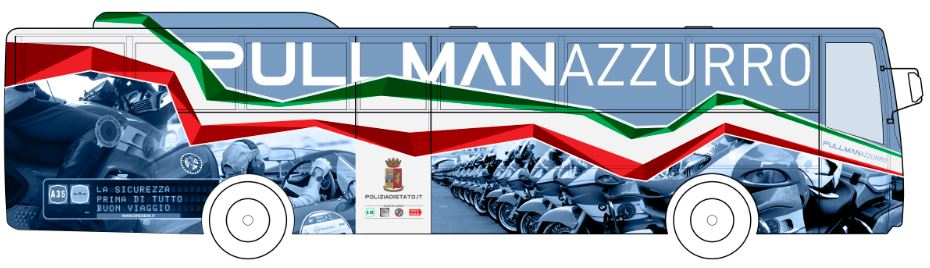 PULLMANAZZURRO
PULLMANAZZURRO
A35
LA SICUREZZA
PRIMA DI TUTTO
BUON VIAGGIO
POLIZIADISTATO.IT